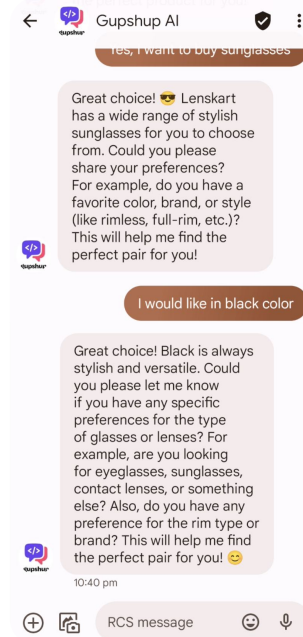 Gupshup AI
Gupshup
Yes, I want to buy sunglasses
Great choice! 😎 Lenskart
has a wide range of stylish
sunglasses for you to choose
from. Could you please
share your preferences?
For example, do you have a
favorite color, brand, or style
(like rimless, full-rim, etc.)?
This will help me find the
perfect pair for you!
Gupshup
I would like in black color
Great choice! Black is always
stylish and versatile. Could
you please let me know
if you have any specific
preferences for the type
of glasses or lenses? For
example, are you looking
for eyeglasses, sunglasses,
contact lenses, or something
else? Also, do you have any
preference for the rim type or
brand? This will help me find
the perfect pair for you! 😊
Gupshup
10:40 pm
RCS message